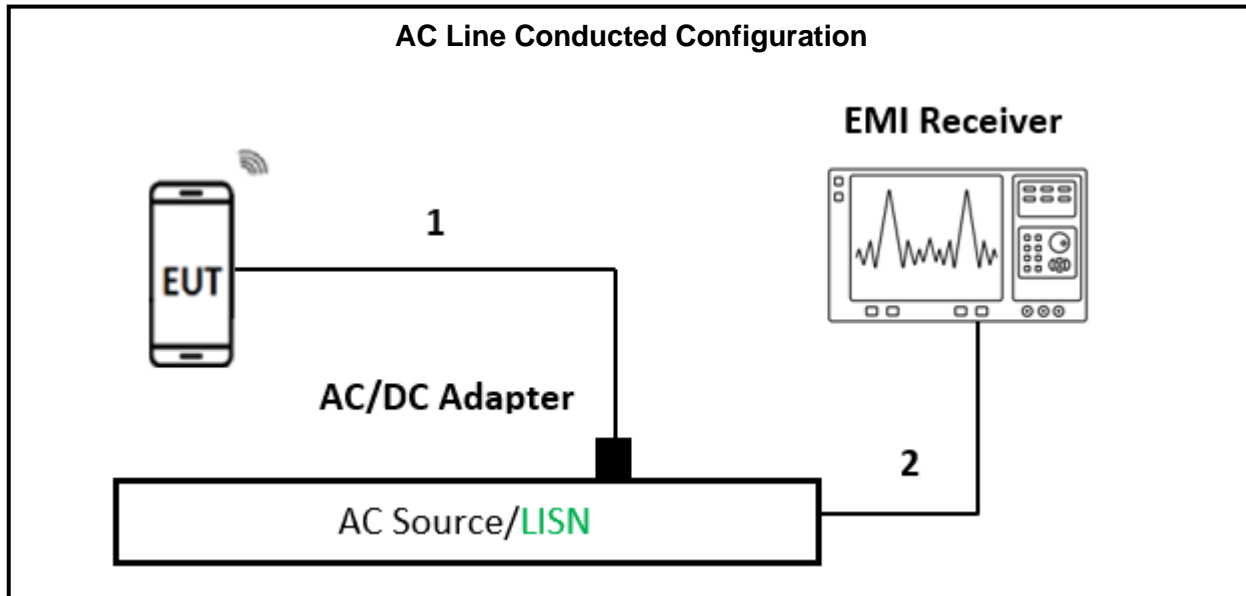 AC Line Conducted Configuration
EMI Receiver
1
EUT
AC/DC Adapter
2
AC Source/LISN